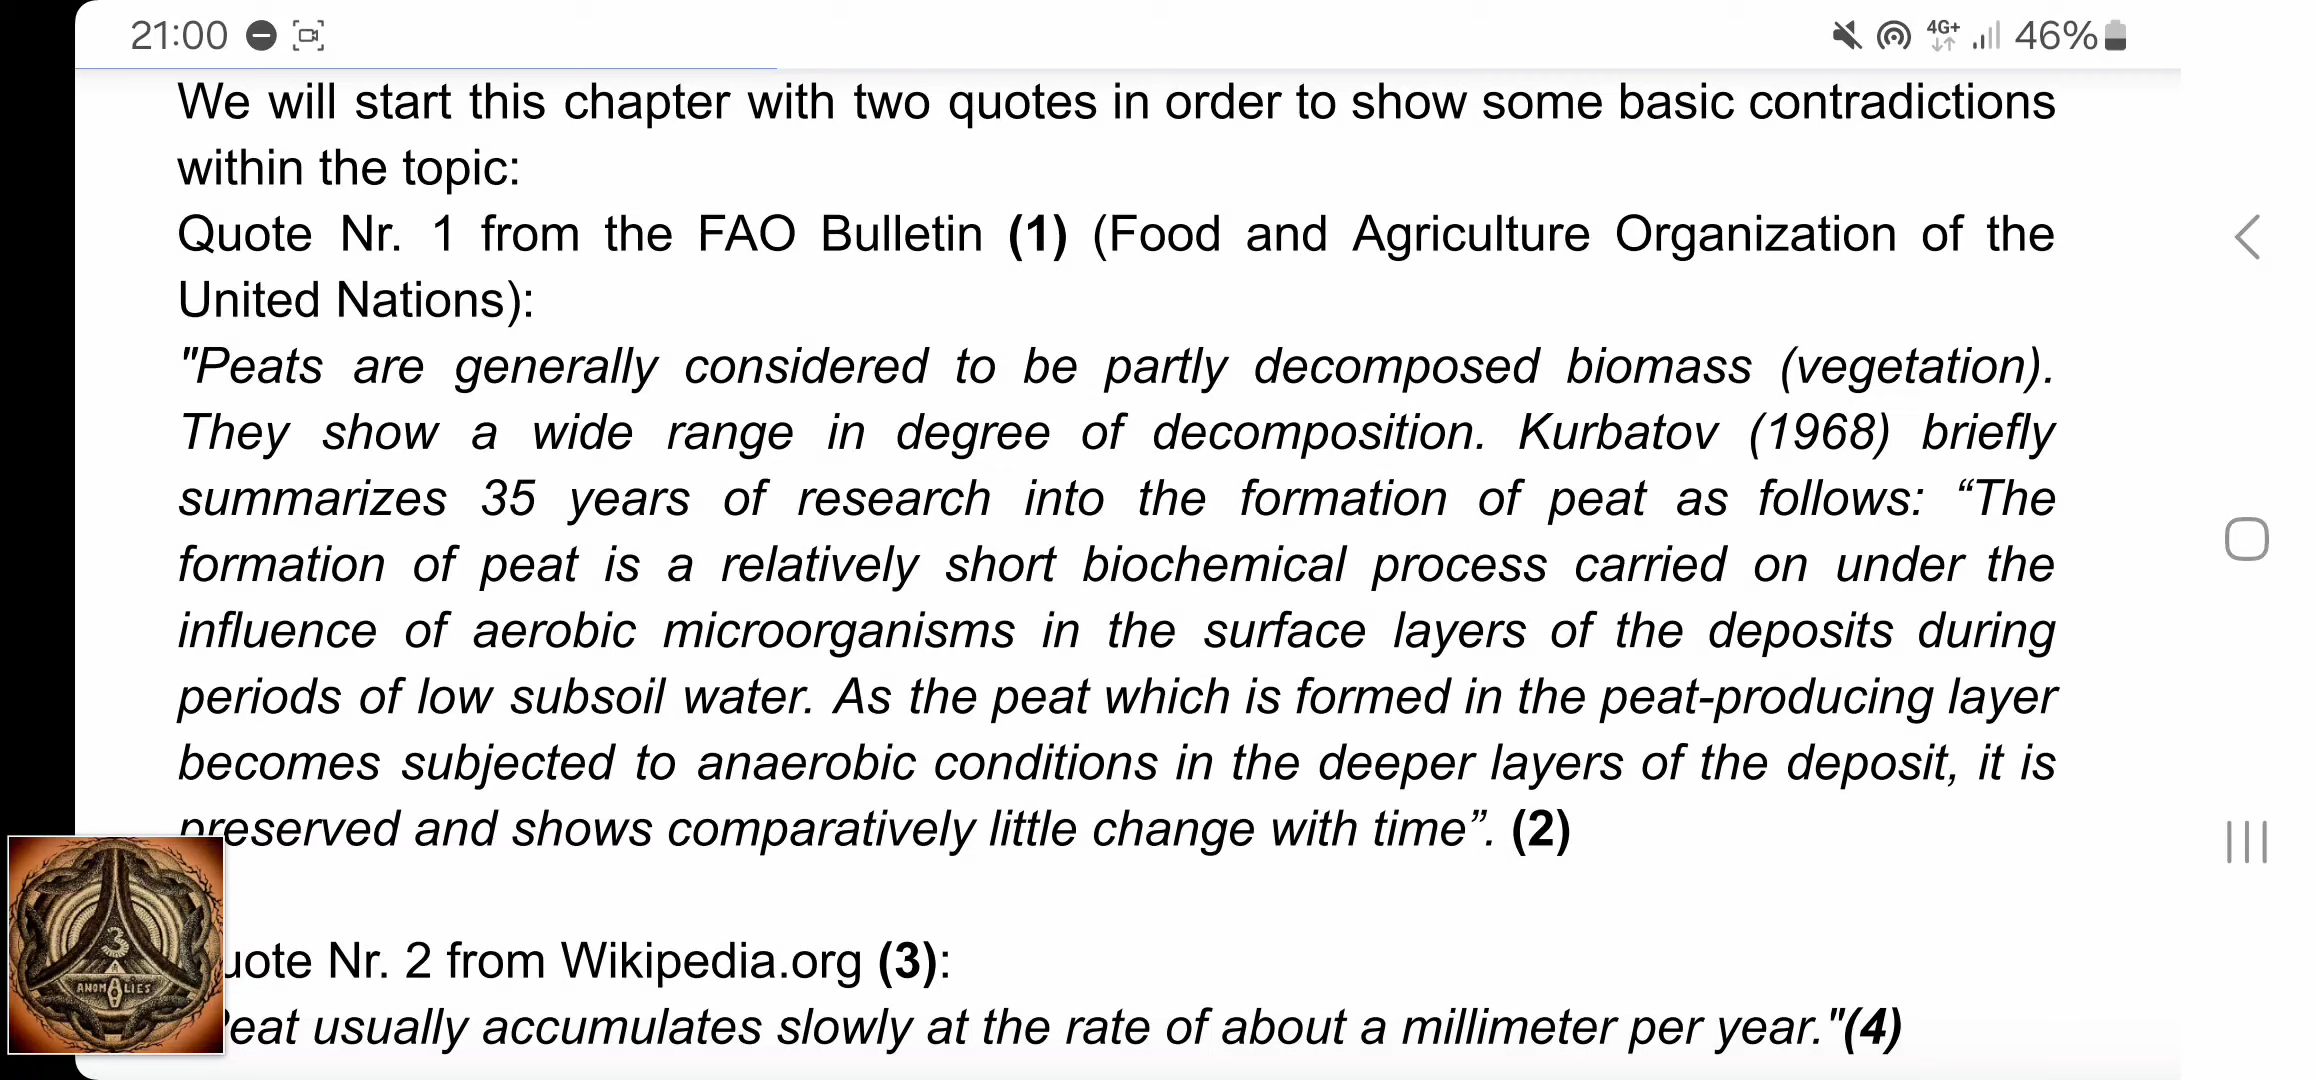 21:00 4G+ 46%
We will start this chapter with two quotes in order to show some basic contradictions
within the topic:
Quote Nr. 1 from the FAO Bulletin (1) (Food and Agriculture Organization of the
United Nations):
"Peats are generally considered to be partly decomposed biomass (vegetation).
They show a wide range in degree of decomposition. Kurbatov (1968) briefly
summarizes 35 years of research into the formation of peat as follows: “The
formation of peat is a relatively short biochemical process carried on under the
influence of aerobic microorganisms in the surface layers of the deposits during
periods of low subsoil water. As the peat which is formed in the peat-producing layer
becomes subjected to anaerobic conditions in the deeper layers of the deposit, it is
preserved and shows comparatively little change with time”. (2)
uote Nr. 2 from Wikipedia.org (3):
eat usually accumulates slowly at the rate of about a millimeter per year."(4)
3
ANOMALIES